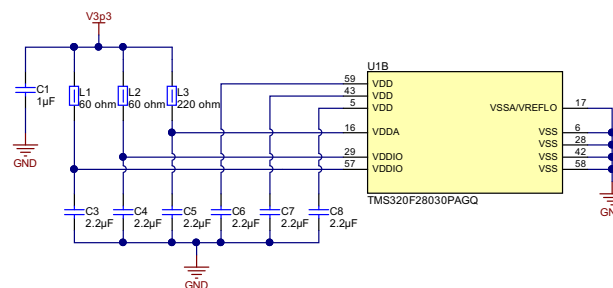 V3p3
U1B
C1
1µF
L1
60 ohm
L2
60 ohm
L3
220 ohm
59
VDD
43
VDD
5
VDD
16
VDDA
29
VDDIO
57
VDDIO
VSSA/VREFLO
17
VSS
6
VSS
28
VSS
42
VSS
58
GND
TMS320F28030PAGQ
C3
2.2µF
C4
2.2µF
C5
2.2µF
C6
2.2µF
C7
2.2µF
C8
2.2µF
GN
GND